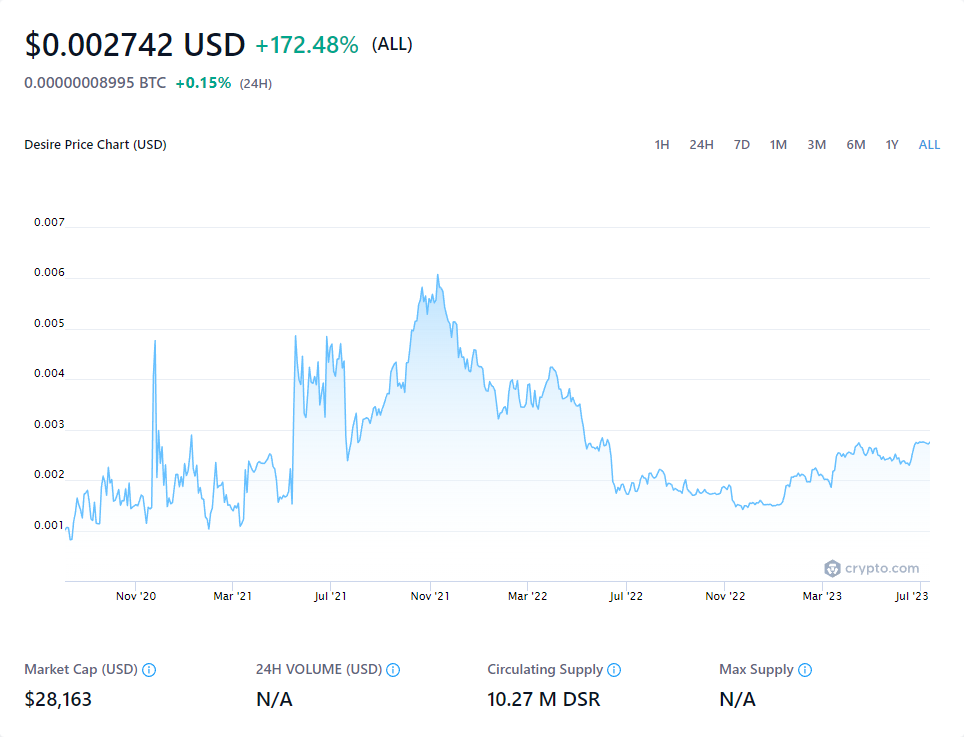 $0.002742 USD +172.48% (ALL)
0.00000008995 BTC +0.15% (24H)
Desire Price Chart (USD) 1H 24H 7D 1M 3M 6M 1Y ALL
0.007
0.006
0.005
0.004
0.003
0.002
0.001
crypto.com
Nov '20 Mar '21 Jul '21 Nov '21 Mar '22 Jul '22 Nov '22 Mar '23 Jul '23
Market Cap (USD) 24H VOLUME (USD) Circulating Supply Max Supply
$28,163 N/A 10.27 M DSR N/A